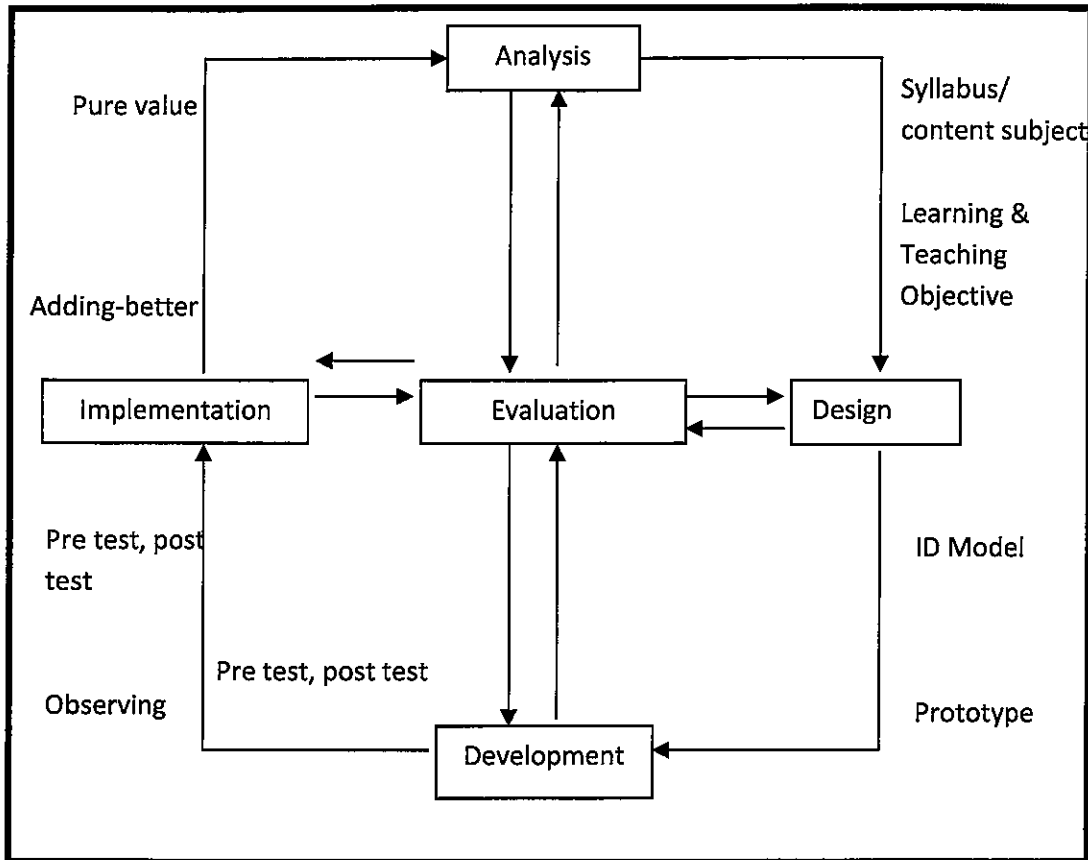 Analysis
Pure value
Syllabus/
content subject
Learning &
Teaching
Objective
Adding-better
Implementation
Evaluation
Design
Pre test, post
test
ID Model
Pre test, post test
Observing
Prototype
Development